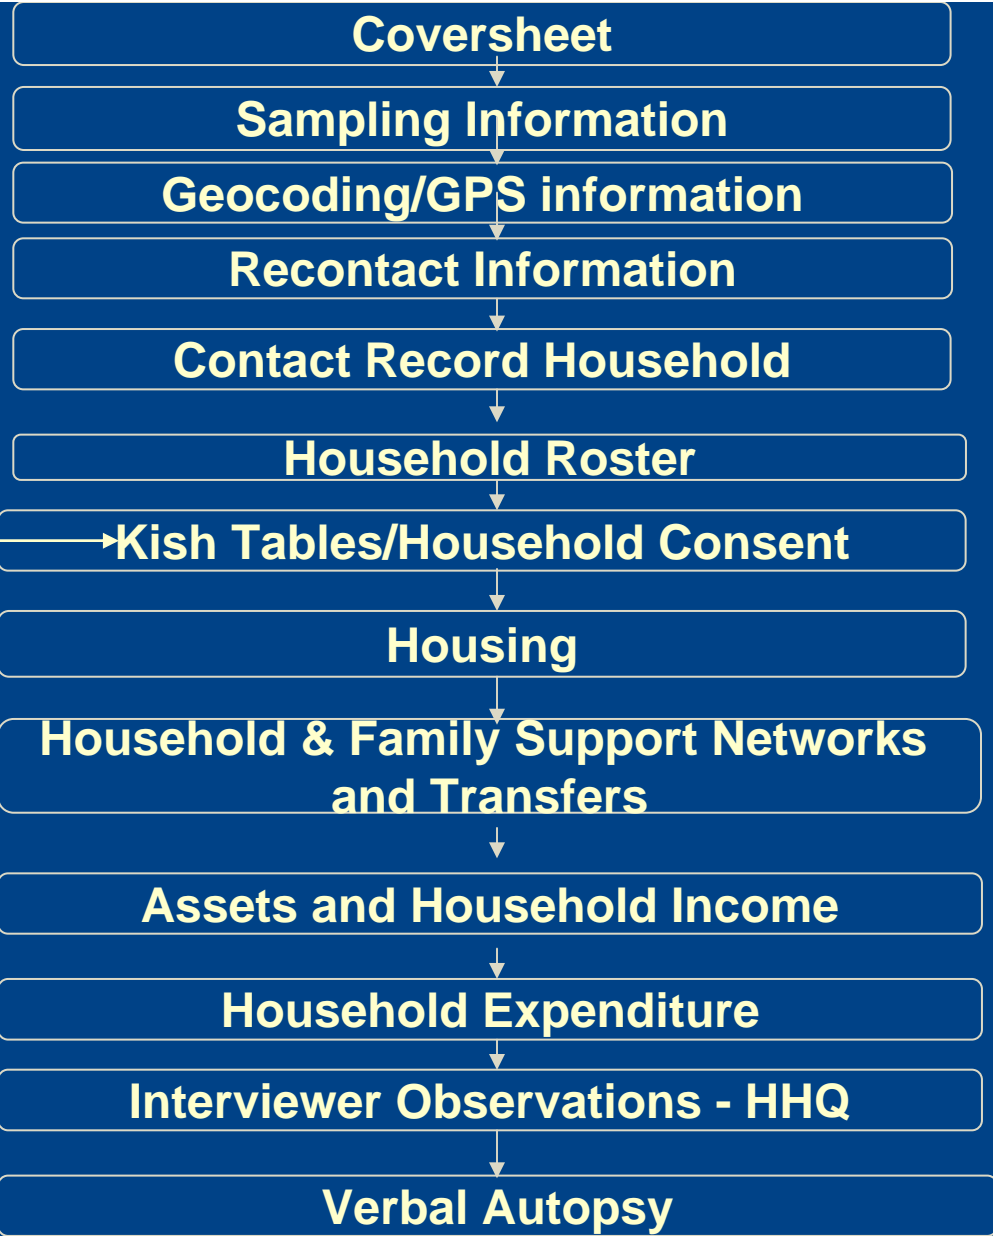 Coversheet
Sampling Information
Geocoding/GPS information
Recontact Information
Contact Record Household
Household Roster
Kish Tables/Household Consent
Housing
Household & Family Support Networks
and Transfers
Assets and Household Income
Household Expenditure
Interviewer Observations - HHQ
Verbal Autopsy